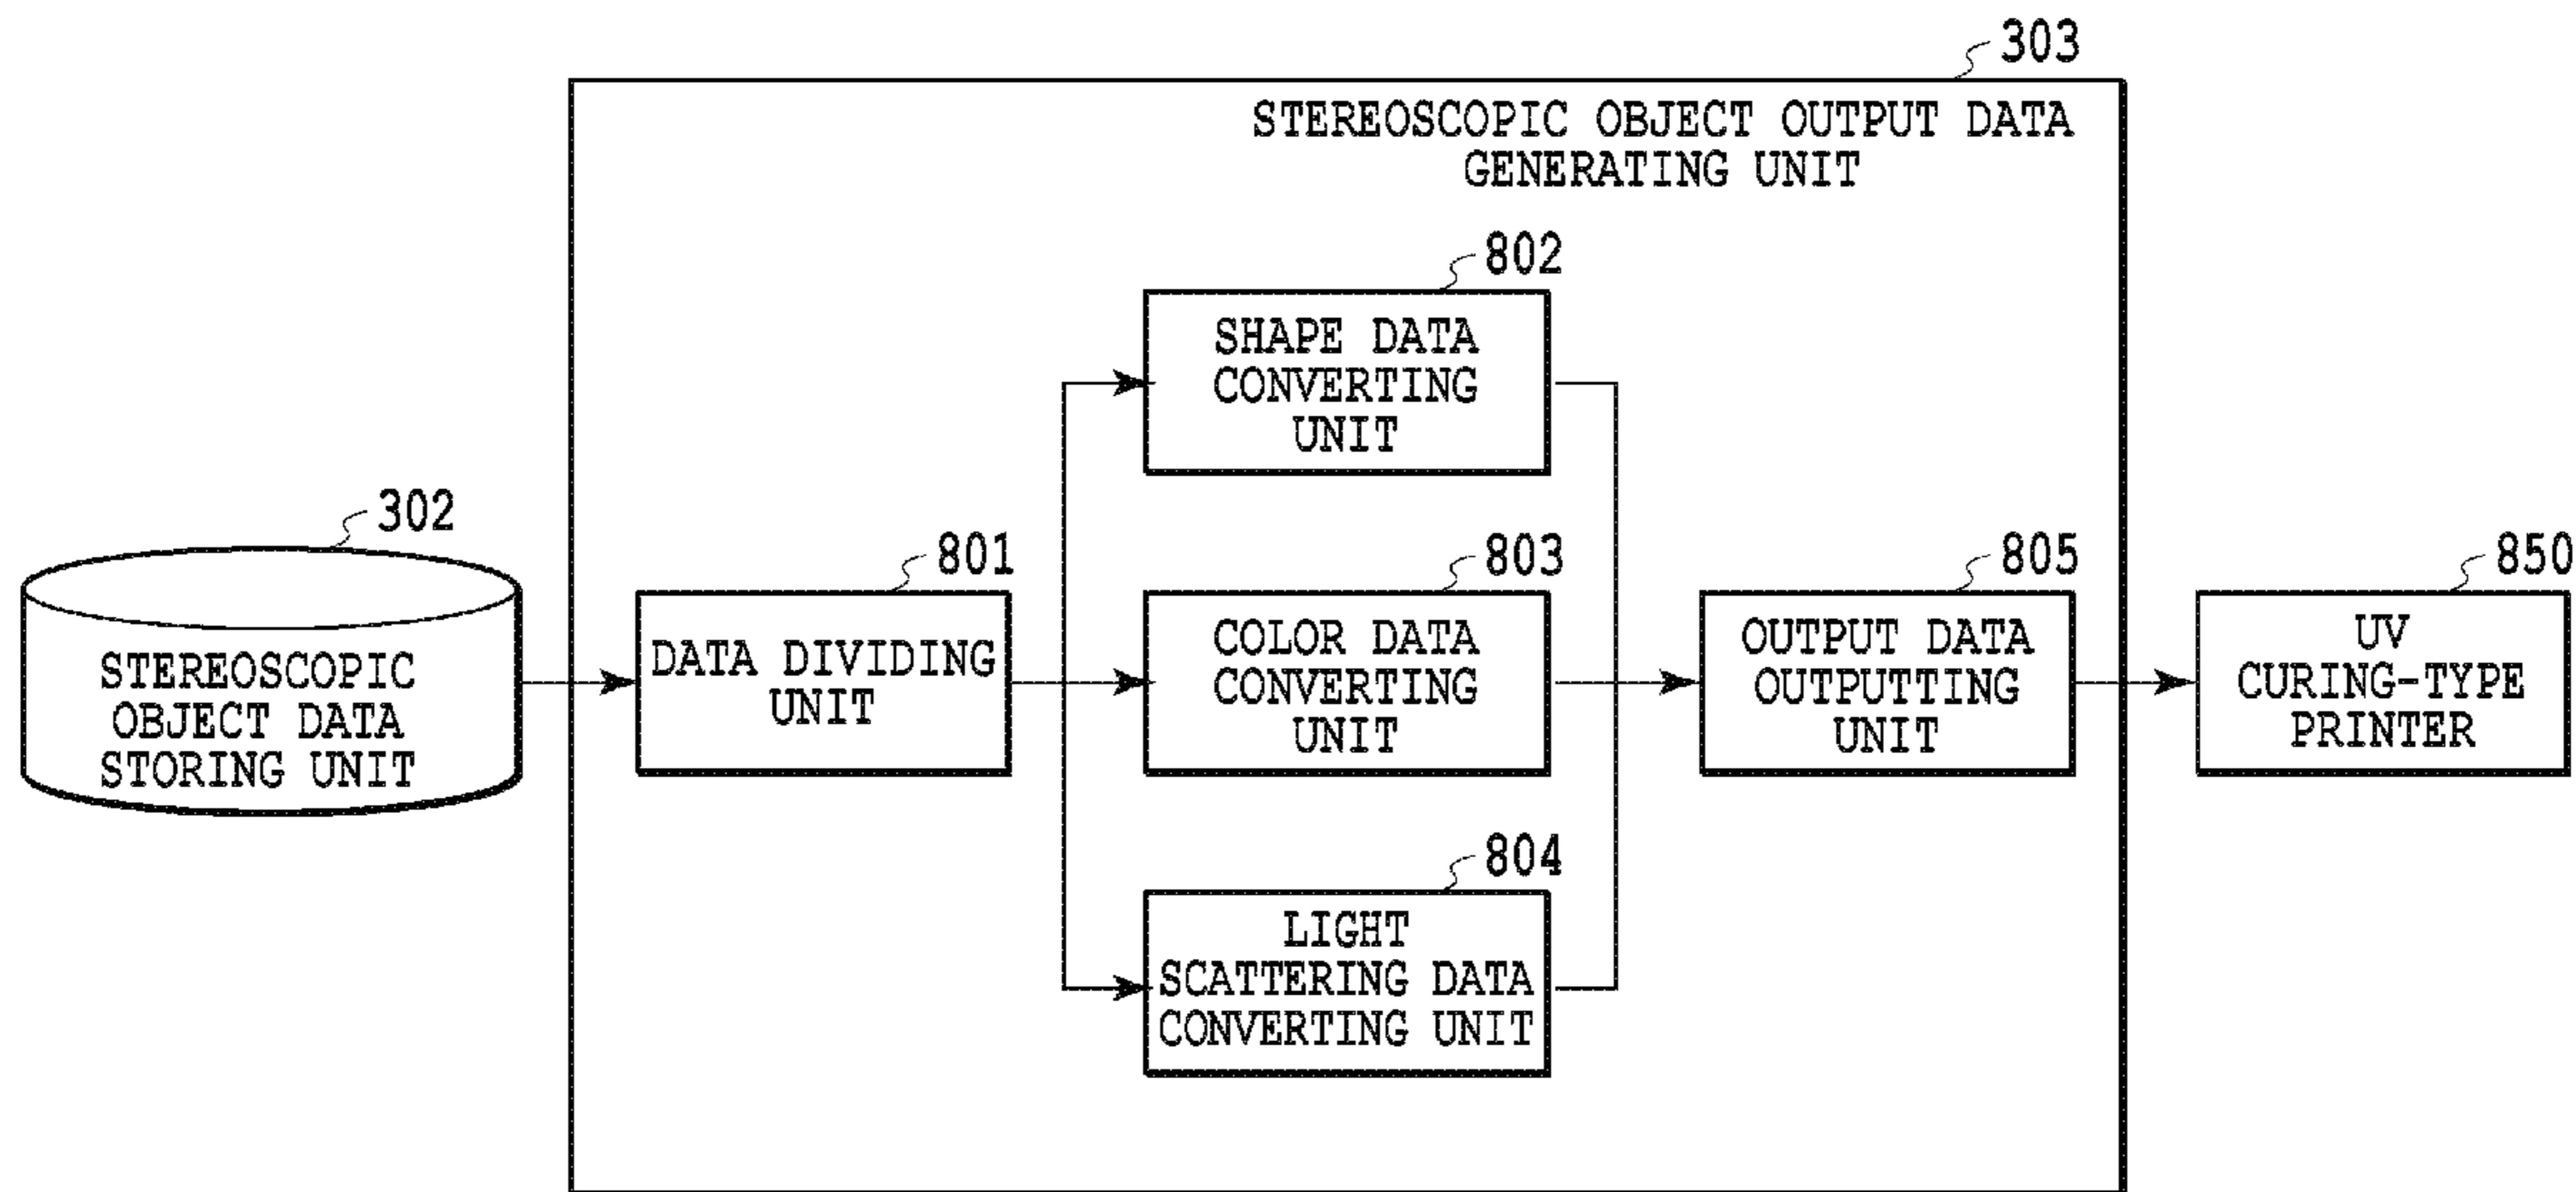 303
STEREOSCOPIC OBJECT OUTPUT DATA
GENERATING UNIT
802
SHAPE DATA
CONVERTING
UNIT
302
STEREOSCOPIC
OBJECT DATA
STORING UNIT
801
DATA DIVIDING
UNIT
803
COLOR DATA
CONVERTING
UNIT
805
OUTPUT DATA
OUTPUTTING
UNIT
850
UV
CURING-TYPE
PRINTER
804
LIGHT
SCATTERING DATA
CONVERTING UNIT